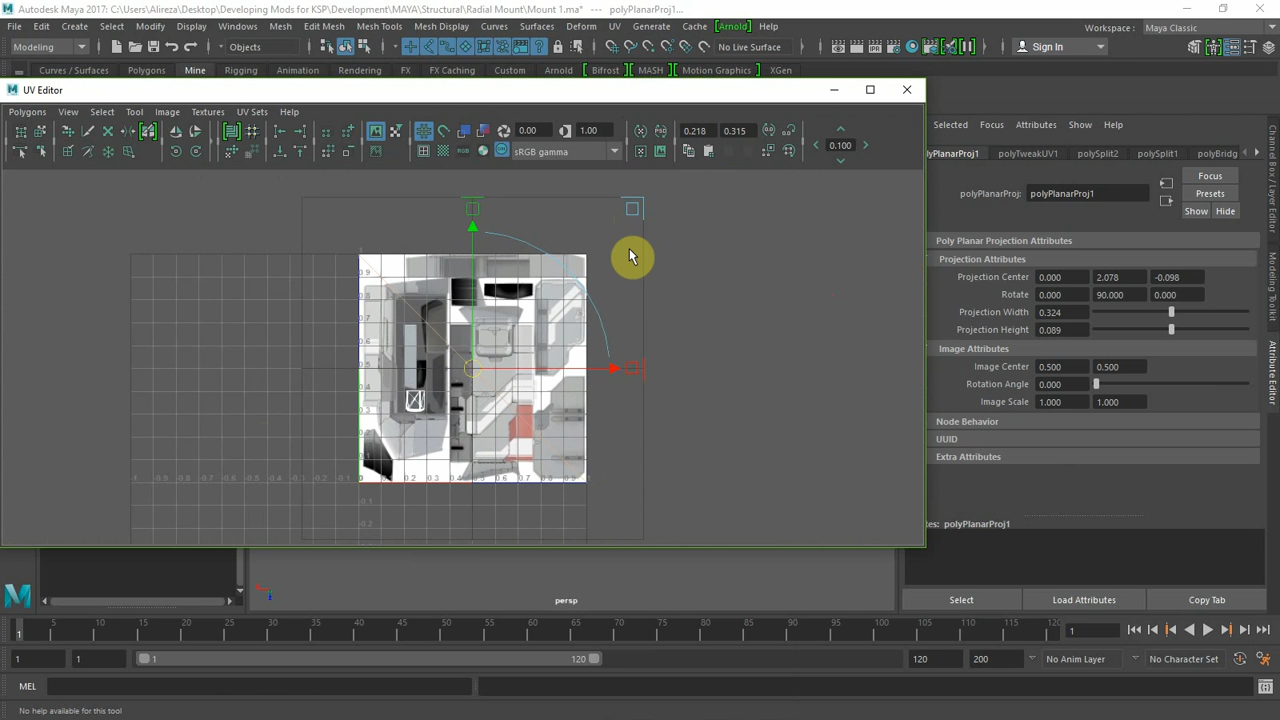 Autodesk Maya 2017: C:\Users\Alireza\Desktop\Developing Mods for KSP\Development\MAYA\Structural\Radial Mount\Mount 1.ma* --- polyPlanarProj1...
File Edit Create Select Modify Display Windows Mesh Edit Mesh Mesh Tools Mesh Display Curves Surfaces Deform UV Generate Cache [Arnold] Help
Workspace : Maya Classic
Modeling Objects No Live Surface Sign In
Curves / Surfaces Polygons Mine Rigging Animation Rendering FX FX Caching Custom Arnold Bifrost MASH Motion Graphics XGen
UV Editor
Polygons View Select Tool Image Textures UV Sets Help
Selected Focus Attributes Show Help
0.00 1.00 0.218 0.315
sRGB gamma 0.100
polyTweakUV1 polySplit2 polySplit1 polyBridg
polyPlanarProj: polyPlanarProj1
Focus
Presets
Show Hide
Poly Planar Projection Attributes
Projection Attributes
Projection Center 0.000 2.078 -0.098
Rotate 0.000 90.000 0.000
Projection Width 0.324
Projection Height 0.089
Image Attributes
Image Center 0.500 0.500
Rotation Angle 0.000
Image Scale 1.000 1.000
Node Behavior
UUID
Extra Attributes
tes: polyPlanarProj1
Channel Box / Layer Editor
Modeling Toolkit
Attribute Editor
persp
Select Load Attributes Copy Tab
5 10 15 20 25 30 35 40 45 50 55 60 65 70 75 80 85 90 95 100 105 110 115 120
1 1
1 1 1 120 120 200 No Anim Layer No Character Set
MEL
No help available for this tool